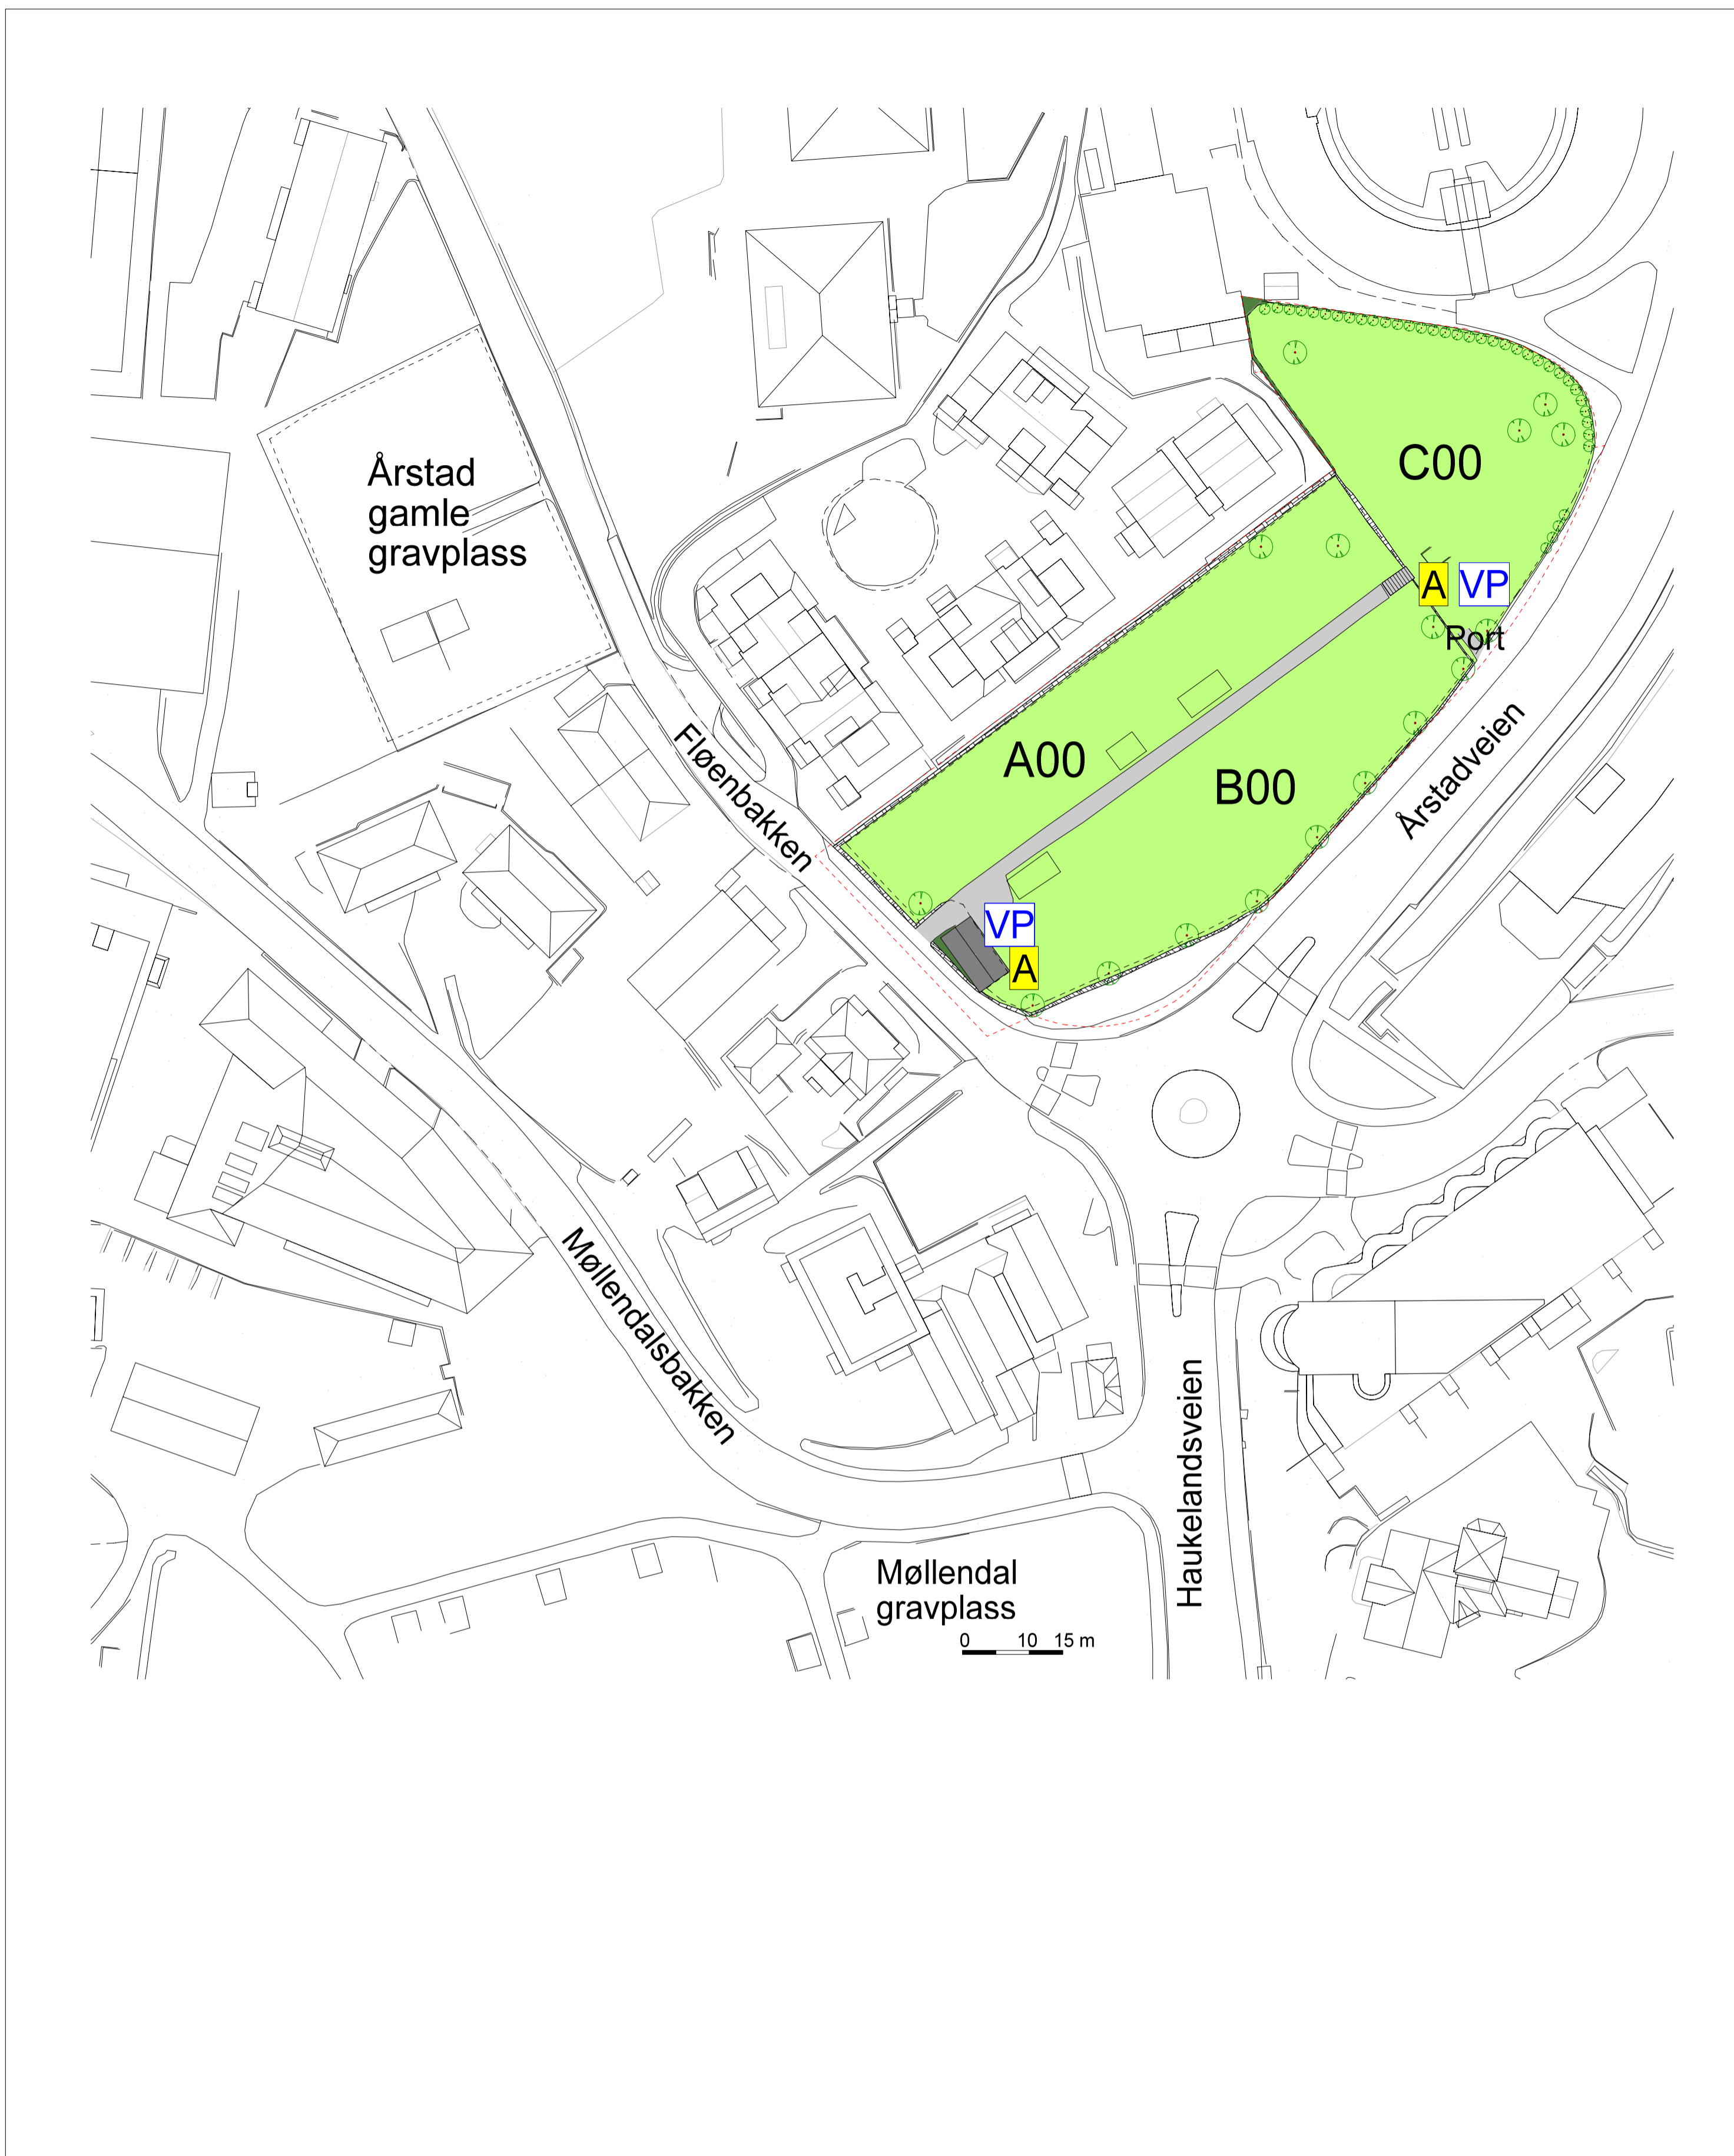 Årstad
gamle
gravplass
C00
A VP
Port
Fløenbakken
A00
B00
Årstadveien
VP
A
Møllendalsbakken
Haukelandsveien
Møllendal
gravplass
0 10 15 m